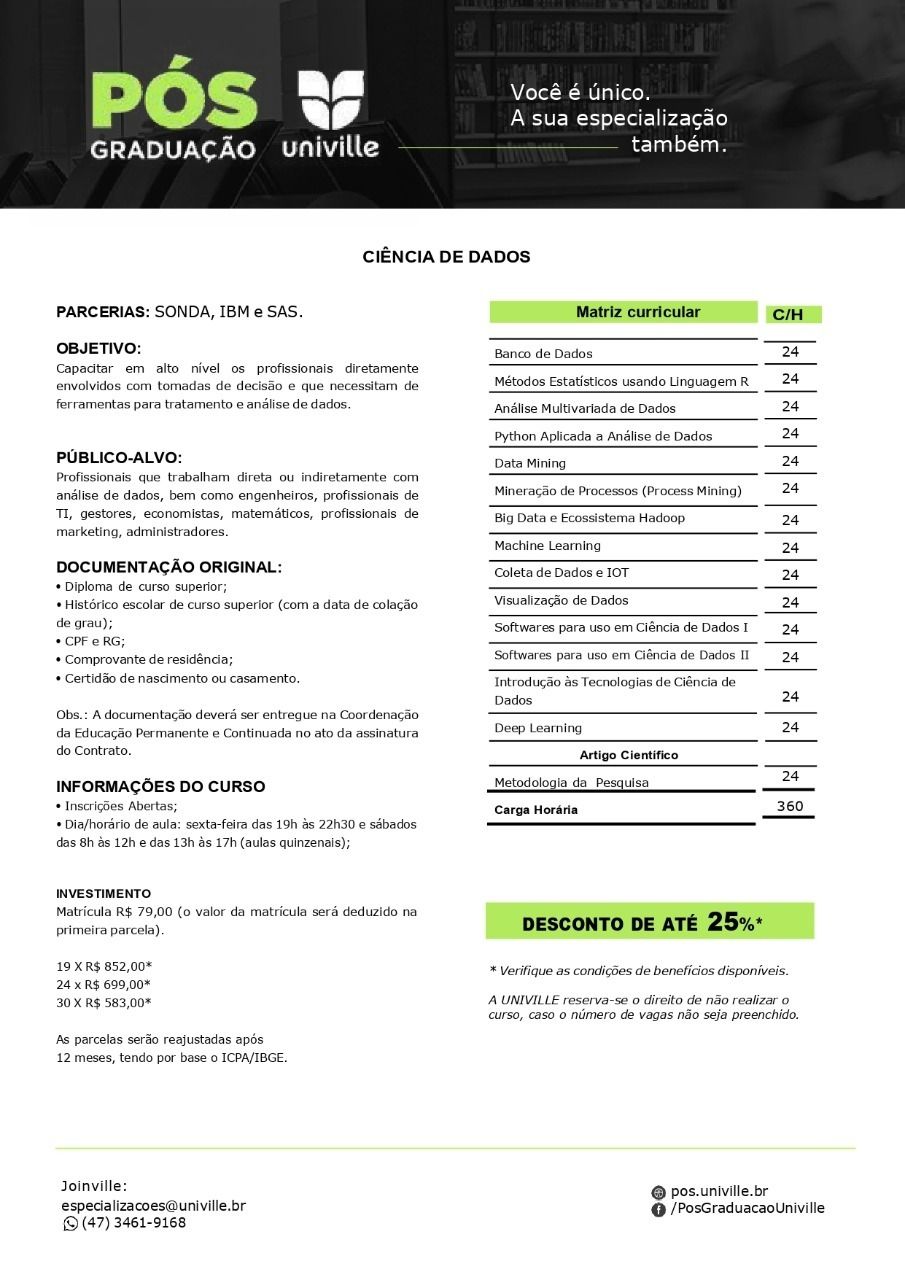 PÓS
GRADUAÇÃO
univille
Você é único.
A sua especialização
também.
CIÊNCIA DE DADOS
PARCERIAS: SONDA, IBM e SAS.
OBJETIVO:
Capacitar em alto nível os profissionais diretamente
envolvidos com tomadas de decisão e que necessitam de
ferramentas para tratamento e análise de dados.
PÚBLICO-ALVO:
Profissionais que trabalham direta ou indiretamente com
análise de dados, bem como engenheiros, profissionais de
TI, gestores, economistas, matemáticos, profissionais de
marketing, administradores.
DOCUMENTAÇÃO ORIGINAL:
• Diploma de curso superior;
• Histórico escolar de curso superior (com a data de colação
de grau);
• CPF e RG;
• Comprovante de residência;
• Certidão de nascimento ou casamento.
Obs.: A documentação deverá ser entregue na Coordenação
da Educação Permanente e Continuada no ato da assinatura
do Contrato.
INFORMAÇÕES DO CURSO
• Inscrições Abertas;
• Dia/horário de aula: sexta-feira das 19h às 22h30 e sábados
das 8h às 12h e das 13h às 17h (aulas quinzenais);
INVESTIMENTO
Matrícula R$ 79,00 (o valor da matrícula será deduzido na
primeira parcela).
19 X R$ 852,00*
24 x R$ 699,00*
30 X R$ 583,00*
As parcelas serão reajustadas após
12 meses, tendo por base o ICPA/IBGE.
Matriz curricular C/H
Banco de Dados 24
Métodos Estatísticos usando Linguagem R 24
Análise Multivariada de Dados 24
Python Aplicada a Análise de Dados 24
Data Mining 24
Mineração de Processos (Process Mining) 24
Big Data e Ecossistema Hadoop 24
Machine Learning 24
Coleta de Dados e IOT 24
Visualização de Dados 24
Softwares para uso em Ciência de Dados I 24
Softwares para uso em Ciência de Dados II 24
Introdução às Tecnologias de Ciência de
Dados 24
Deep Learning 24
Artigo Científico
Metodologia da Pesquisa 24
Carga Horária 360
DESCONTO DE ATÉ 25%*
* Verifique as condições de benefícios disponíveis.
A UNIVILLE reserva-se o direito de não realizar o
curso, caso o número de vagas não seja preenchido.
Joinville:
especializacoes@univille.br
(47) 3461-9168
pos.univille.br
/PosGraduacaoUniville